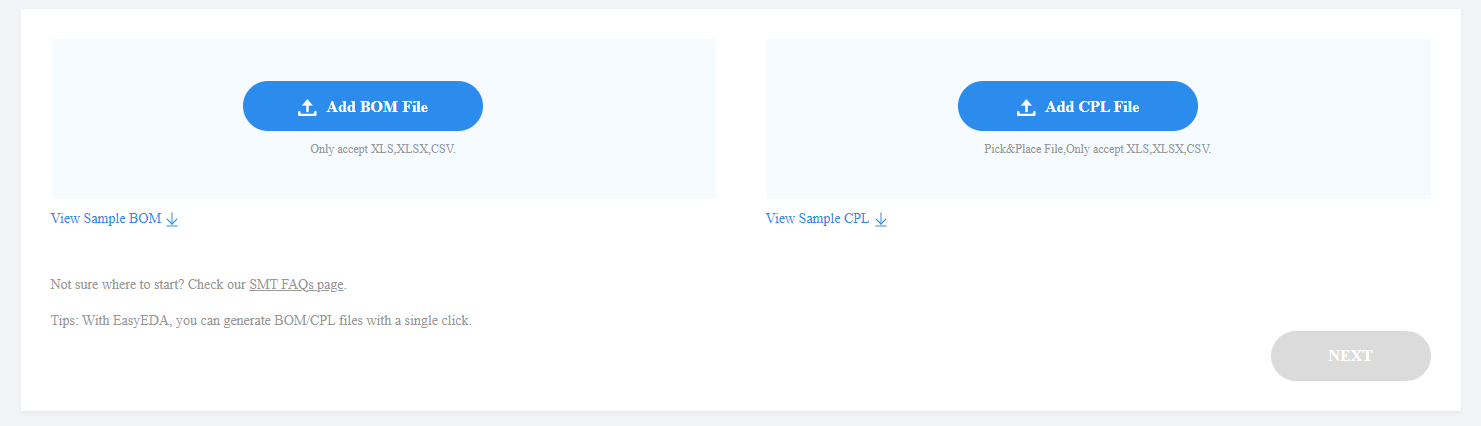 Add BOM File
Only accept XLS,XLSX,CSV.
View Sample BOM
Add CPL File
Pick&Place File,Only accept XLS,XLSX,CSV.
View Sample CPL
Not sure where to start? Check our SMT FAQs page.
Tips: With EasyEDA, you can generate BOM/CPL files with a single click.
NEXT